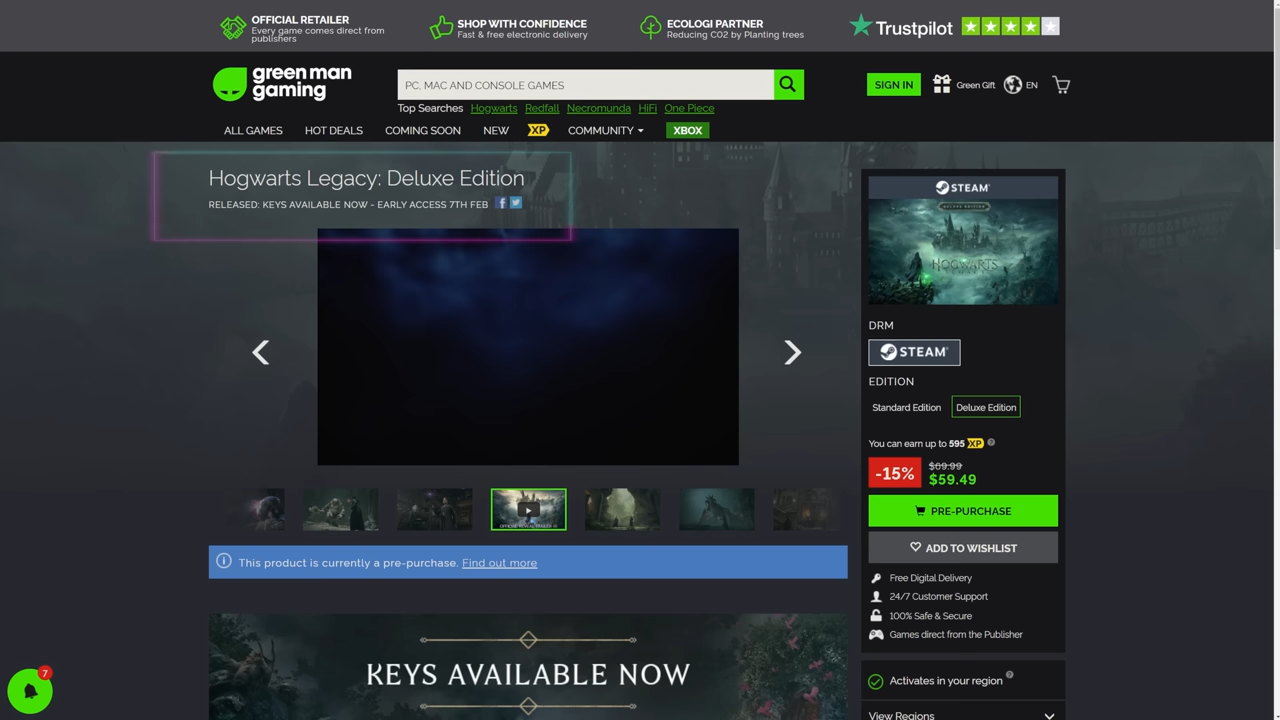 OFFICIAL RETAILER
Every game comes direct from
publishers
SHOP WITH CONFIDENCE
Fast & free electronic delivery
ECOLOGI PARTNER
Reducing CO2 by Planting trees
Trustpilot
green man
gaming
PC, MAC AND CONSOLE GAMES
SIGN IN
Green Gift
EN
Top Searches Hogwarts Redfall Necromunda HiFi One Piece
ALL GAMES HOT DEALS COMING SOON NEW XP COMMUNITY XBOX
Hogwarts Legacy: Deluxe Edition
RELEASED: KEYS AVAILABLE NOW - EARLY ACCESS 7TH FEB
STEAM
DELUXE EDITION
HOGWARTS
DRM
STEAM
EDITION
Standard Edition Deluxe Edition
You can earn up to 595 XP
-15%
$69.99
$59.49
PRE-PURCHASE
ADD TO WISHLIST
Free Digital Delivery
24/7 Customer Support
100% Safe & Secure
Games direct from the Publisher
Activates in your region
View Regions
This product is currently a pre-purchase. Find out more
KEYS AVAILABLE NOW
7